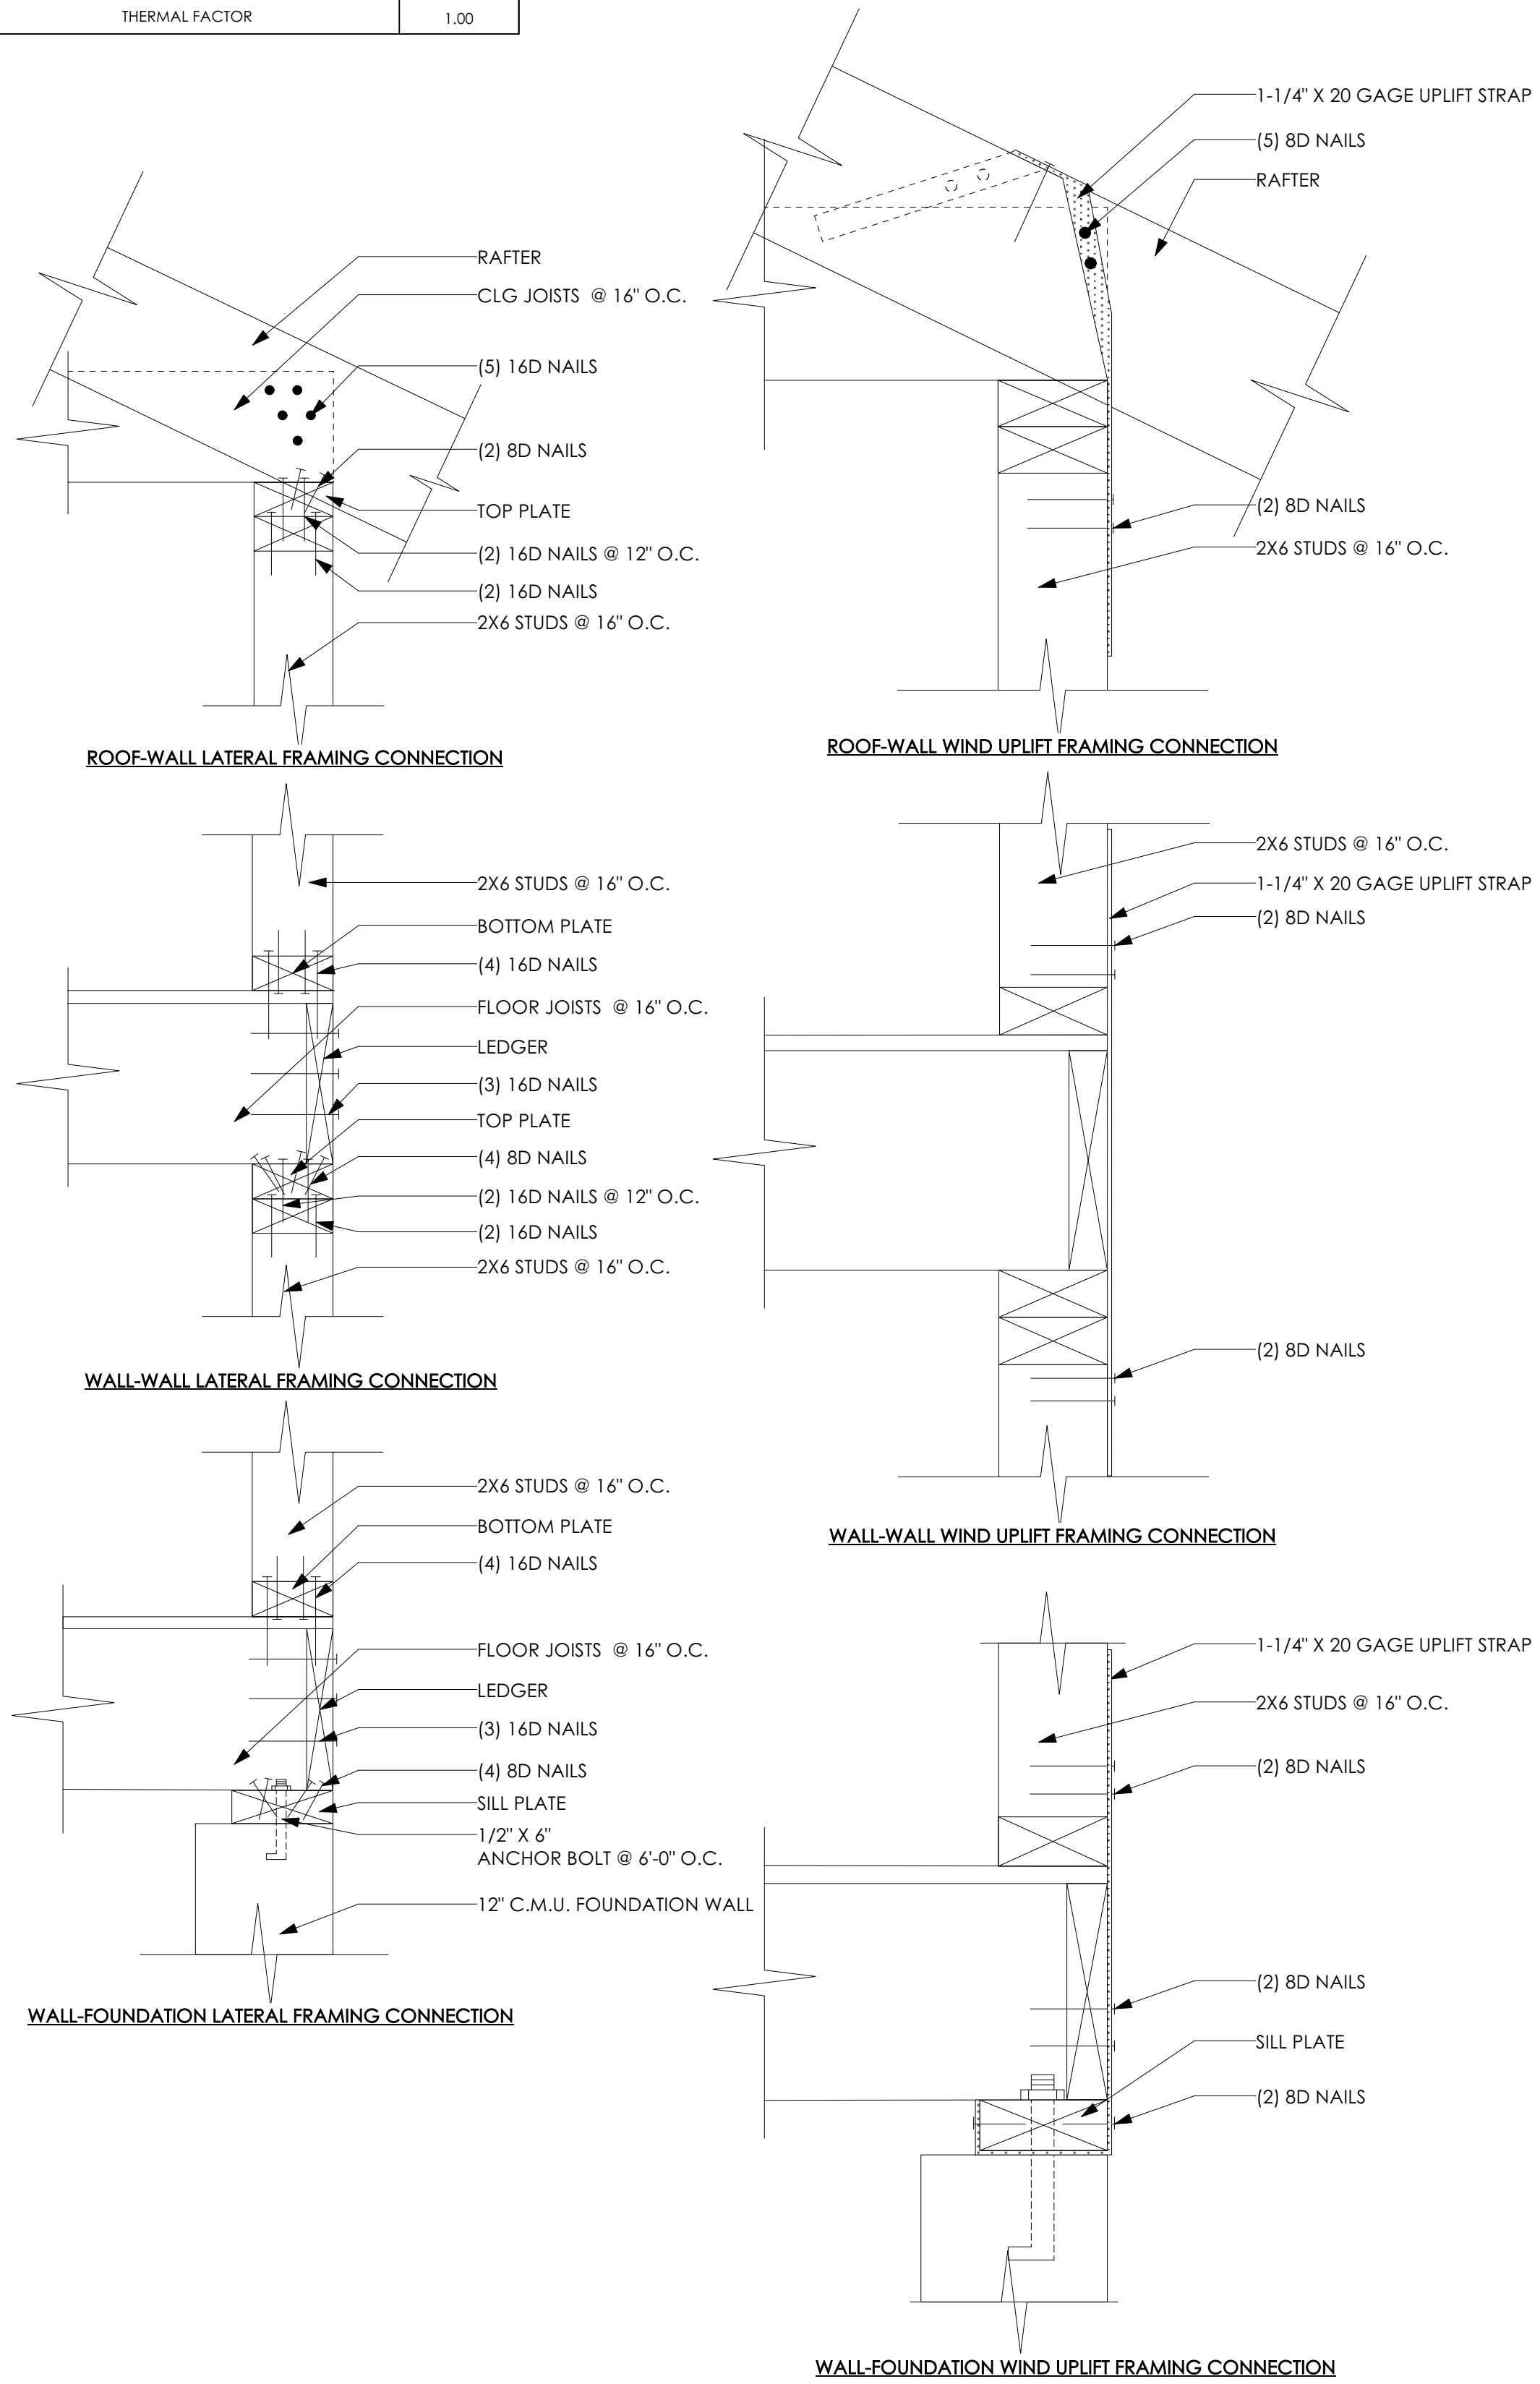 THERMAL FACTOR 1.00
RAFTER
CLG JOISTS @ 16" O.C.
(5) 16D NAILS
(2) 8D NAILS
TOP PLATE
(2) 16D NAILS @ 12" O.C.
(2) 16D NAILS
2X6 STUDS @ 16" O.C.
ROOF-WALL LATERAL FRAMING CONNECTION
1-1/4" X 20 GAGE UPLIFT STRAP
(5) 8D NAILS
RAFTER
(2) 8D NAILS
2X6 STUDS @ 16" O.C.
ROOF-WALL WIND UPLIFT FRAMING CONNECTION
2X6 STUDS @ 16" O.C.
BOTTOM PLATE
(4) 16D NAILS
FLOOR JOISTS @ 16" O.C.
LEDGER
(3) 16D NAILS
TOP PLATE
(4) 8D NAILS
(2) 16D NAILS @ 12" O.C.
(2) 16D NAILS
2X6 STUDS @ 16" O.C.
WALL-WALL LATERAL FRAMING CONNECTION
2X6 STUDS @ 16" O.C.
1-1/4" X 20 GAGE UPLIFT STRAP
(2) 8D NAILS
(2) 8D NAILS
WALL-WALL WIND UPLIFT FRAMING CONNECTION
2X6 STUDS @ 16" O.C.
BOTTOM PLATE
(4) 16D NAILS
FLOOR JOISTS @ 16" O.C.
LEDGER
(3) 16D NAILS
(4) 8D NAILS
SILL PLATE
1/2" X 6"
ANCHOR BOLT @ 6'-0" O.C.
12" C.M.U. FOUNDATION WALL
WALL-FOUNDATION LATERAL FRAMING CONNECTION
1-1/4" X 20 GAGE UPLIFT STRAP
2X6 STUDS @ 16" O.C.
(2) 8D NAILS
(2) 8D NAILS
SILL PLATE
(2) 8D NAILS
WALL-FOUNDATION WIND UPLIFT FRAMING CONNECTION